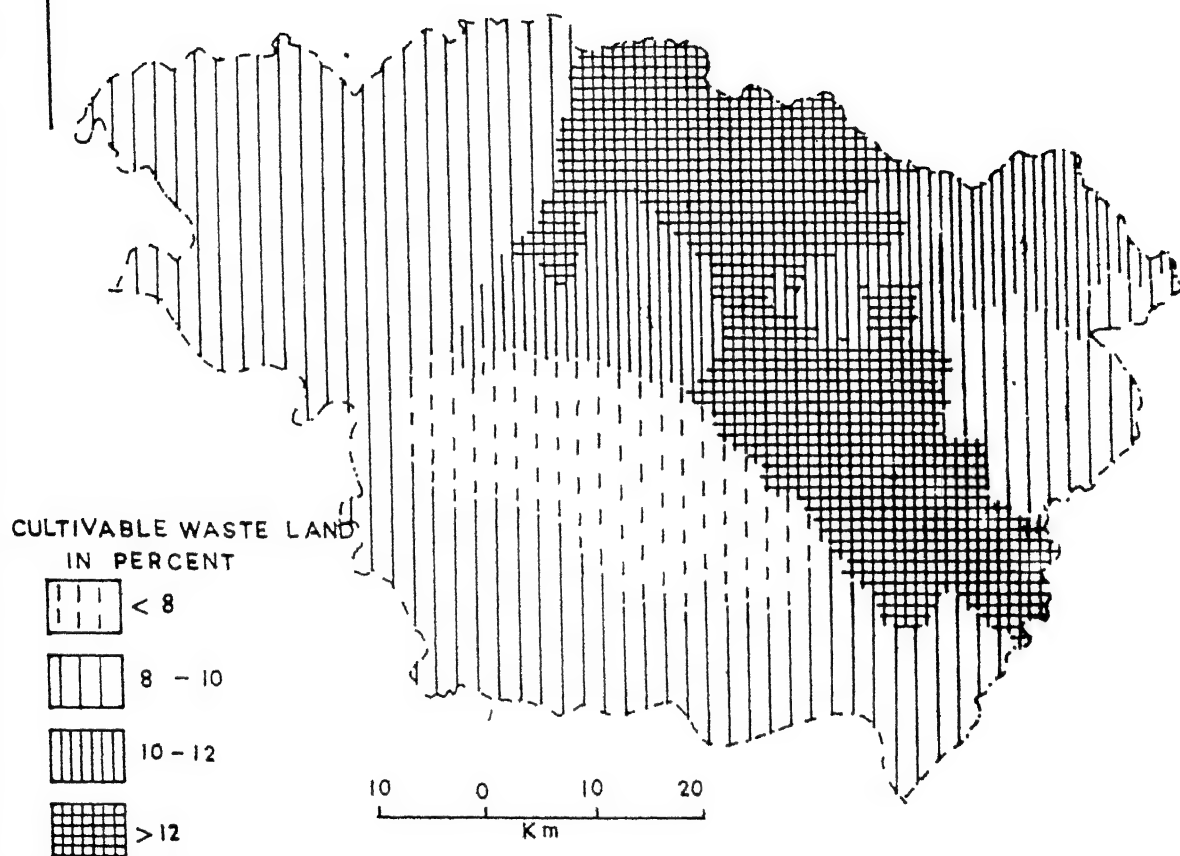 CULTIVABLE WASTE LAND
IN PERCENT
< 8
8 - 10
10 - 12
> 12
10 0 10 20
Km